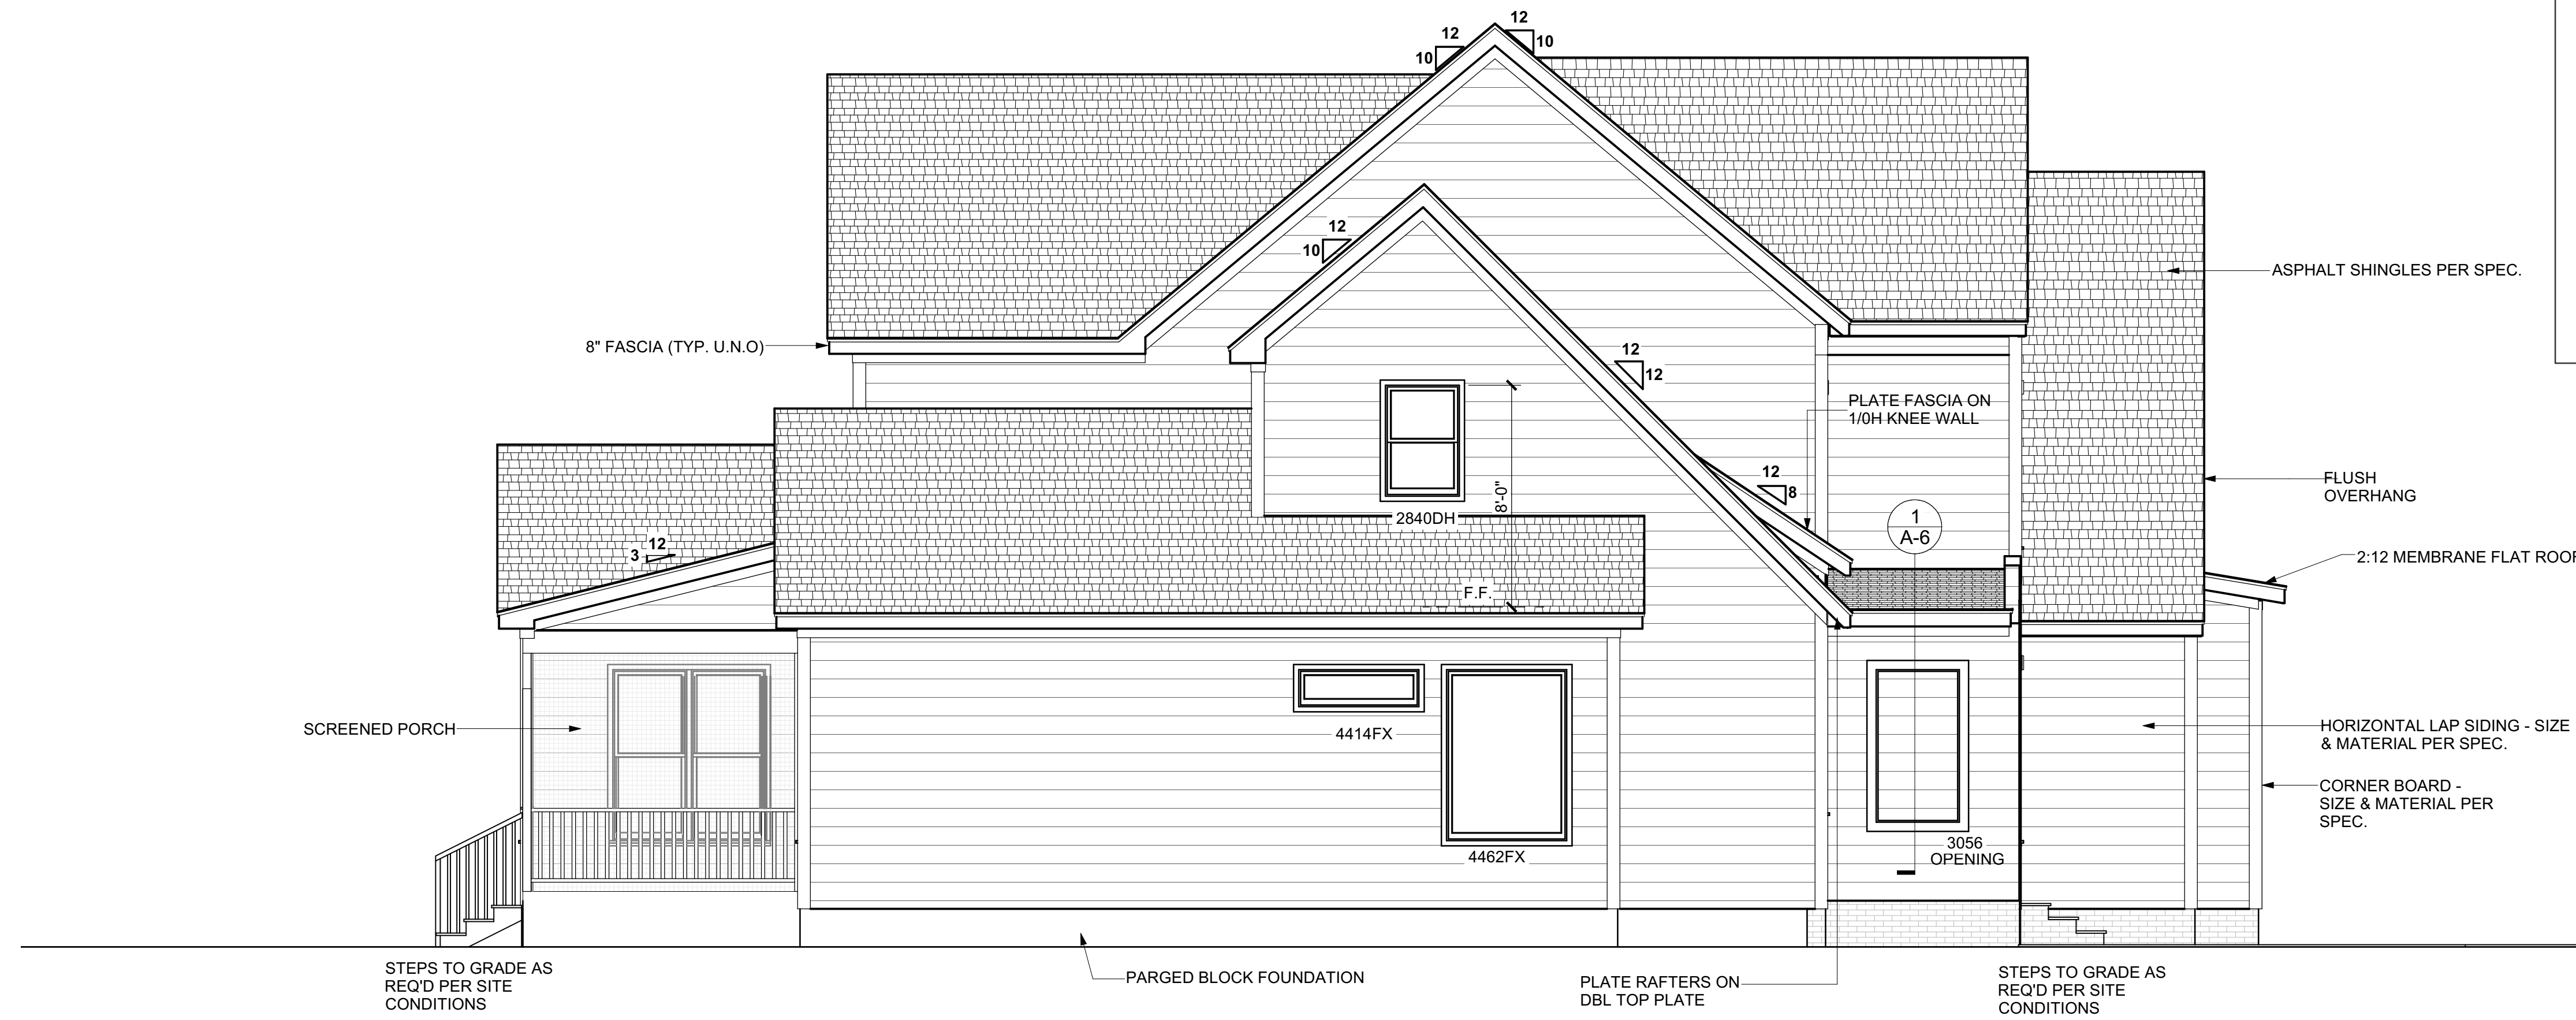 12
12
10
10
12
10
ASPHALT SHINGLES PER SPEC.
8" FASCIA (TYP. U.N.O)
12
12
PLATE FASCIA ON
1/0H KNEE WALL
12
8
8'-0"
FLUSH
OVERHANG
1
A-6
2840DH
12
3
2:12 MEMBRANE FLAT ROOF
F.F.
SCREENED PORCH
4414FX
HORIZONTAL LAP SIDING - SIZE
& MATERIAL PER SPEC.
CORNER BOARD -
SIZE & MATERIAL PER
SPEC.
4462FX
3056
OPENING
STEPS TO GRADE AS
REQ'D PER SITE
CONDITIONS
PARGED BLOCK FOUNDATION
PLATE RAFTERS ON
DBL TOP PLATE
STEPS TO GRADE AS
REQ'D PER SITE
CONDITIONS